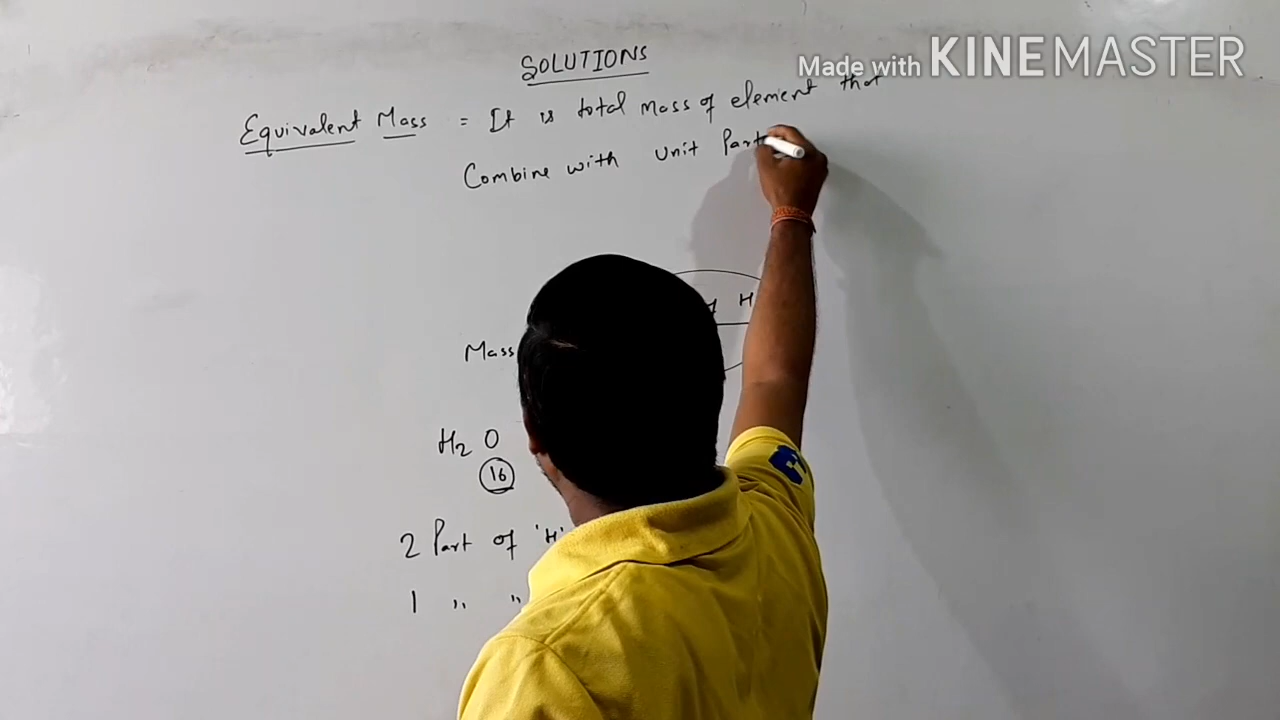 SOLUTIONS
Made with KINEMASTER
Equivalent Mass = It is total mass of element that
Combine with unit Part
H
Mass
H2 O
16
2 Part of 'H'
1 " "